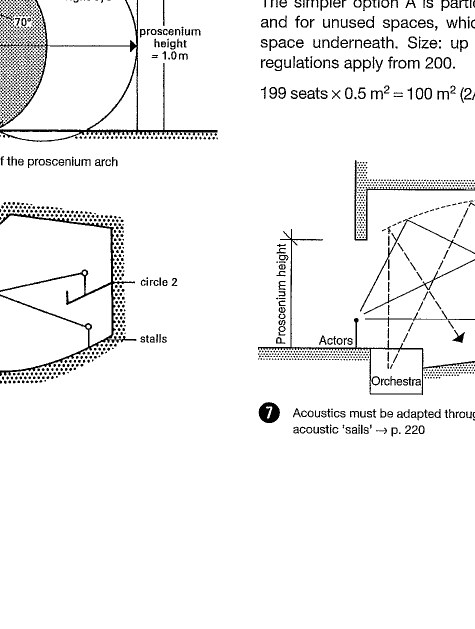 70°
proscenium
height
= 1.0 m
f the proscenium arch
circle 2
stalls
The simpler option A is parti
and for unused spaces, whic
space underneath. Size: up
regulations apply from 200.
199 seats × 0.5 m² = 100 m² (2/
Proscenium height
Actors
Orchestra
7 Acoustics must be adapted throug
acoustic 'sails' → p. 220